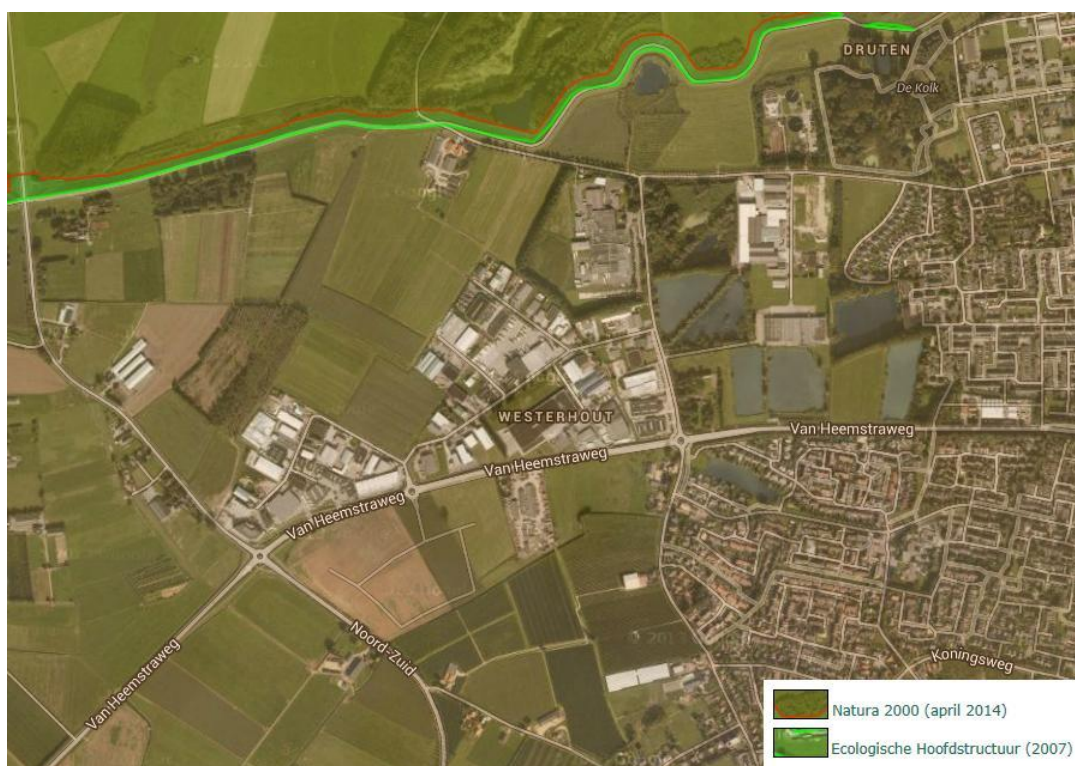 DRUTEN
De Kolk
WESTERHOUT
Van Heemstraweg
Van Heemstraweg
Van Heemstraweg
Van Heemstraweg
Noord-Zuid
Koningsweg
Natura 2000 (april 2014)
Ecologische Hoofdstructuur (2007)